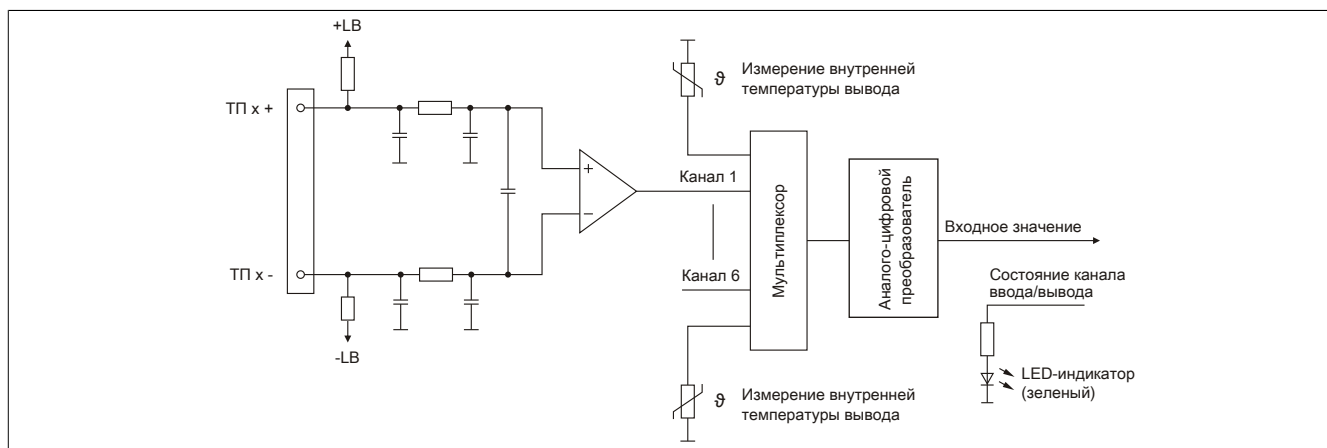 +LB
ТП x +
ТП x -
-LB
+
−
ϑ
Измерение внутренней
температуры вывода
Канал 1
Канал 6
Мультиплексор
Аналого-цифровой
преобразователь
Входное значение
Состояние канала
ввода/вывода
LED-индикатор
(зеленый)
ϑ
Измерение внутренней
температуры вывода